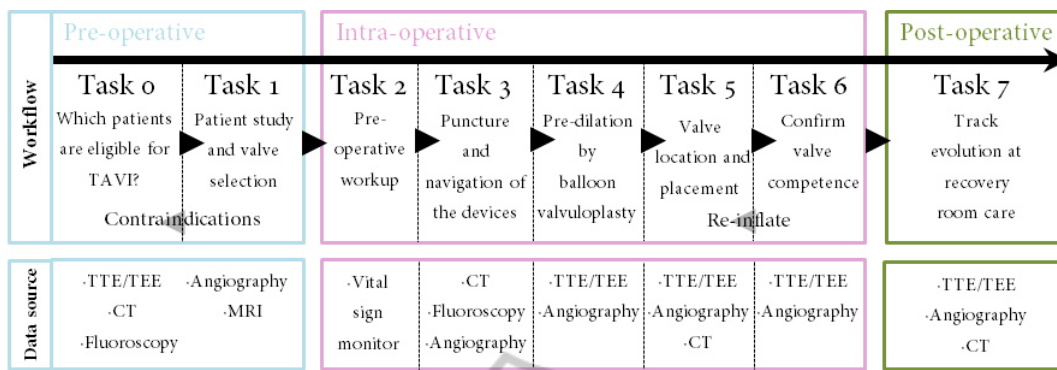 Pre-operative
Intra-operative
Post-operative
Workflow
Task 0
Which patients
are eligible for
TAVI?
Task 1
Patient study
and valve
selection
Contraindications
Task 2
Pre-
operative
workup
Task 3
Puncture
and
navigation of
the devices
Task 4
Pre-dilation
by
balloon
valvuloplasty
Task 5
Valve
location and
placement
Task 6
Confirm
valve
competence
Re-inflate
Task 7
Track
evolution at
recovery
room care
Data source
·TTE/TEE
·CT
·Fluoroscopy
·Angiography
·MRI
·Vital
sign
monitor
·CT
·Fluoroscopy
·Angiography
·TTE/TEE
·Angiography
·TTE/TEE
·Angiography
·CT
·TTE/TEE
·Angiography
·TTE/TEE
·Angiography
·CT